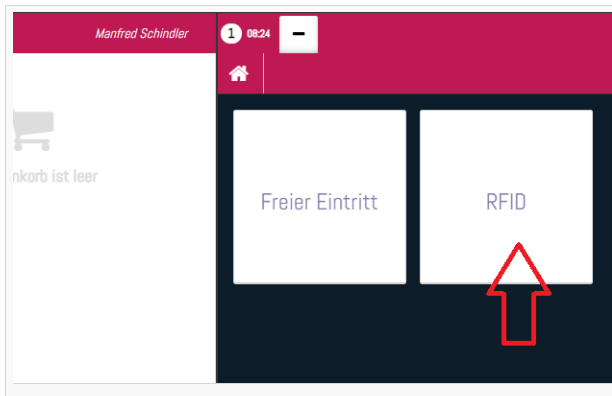 Manfred Schindler
1 08:24 −
nkorb ist leer
Freier Eintritt
RFID